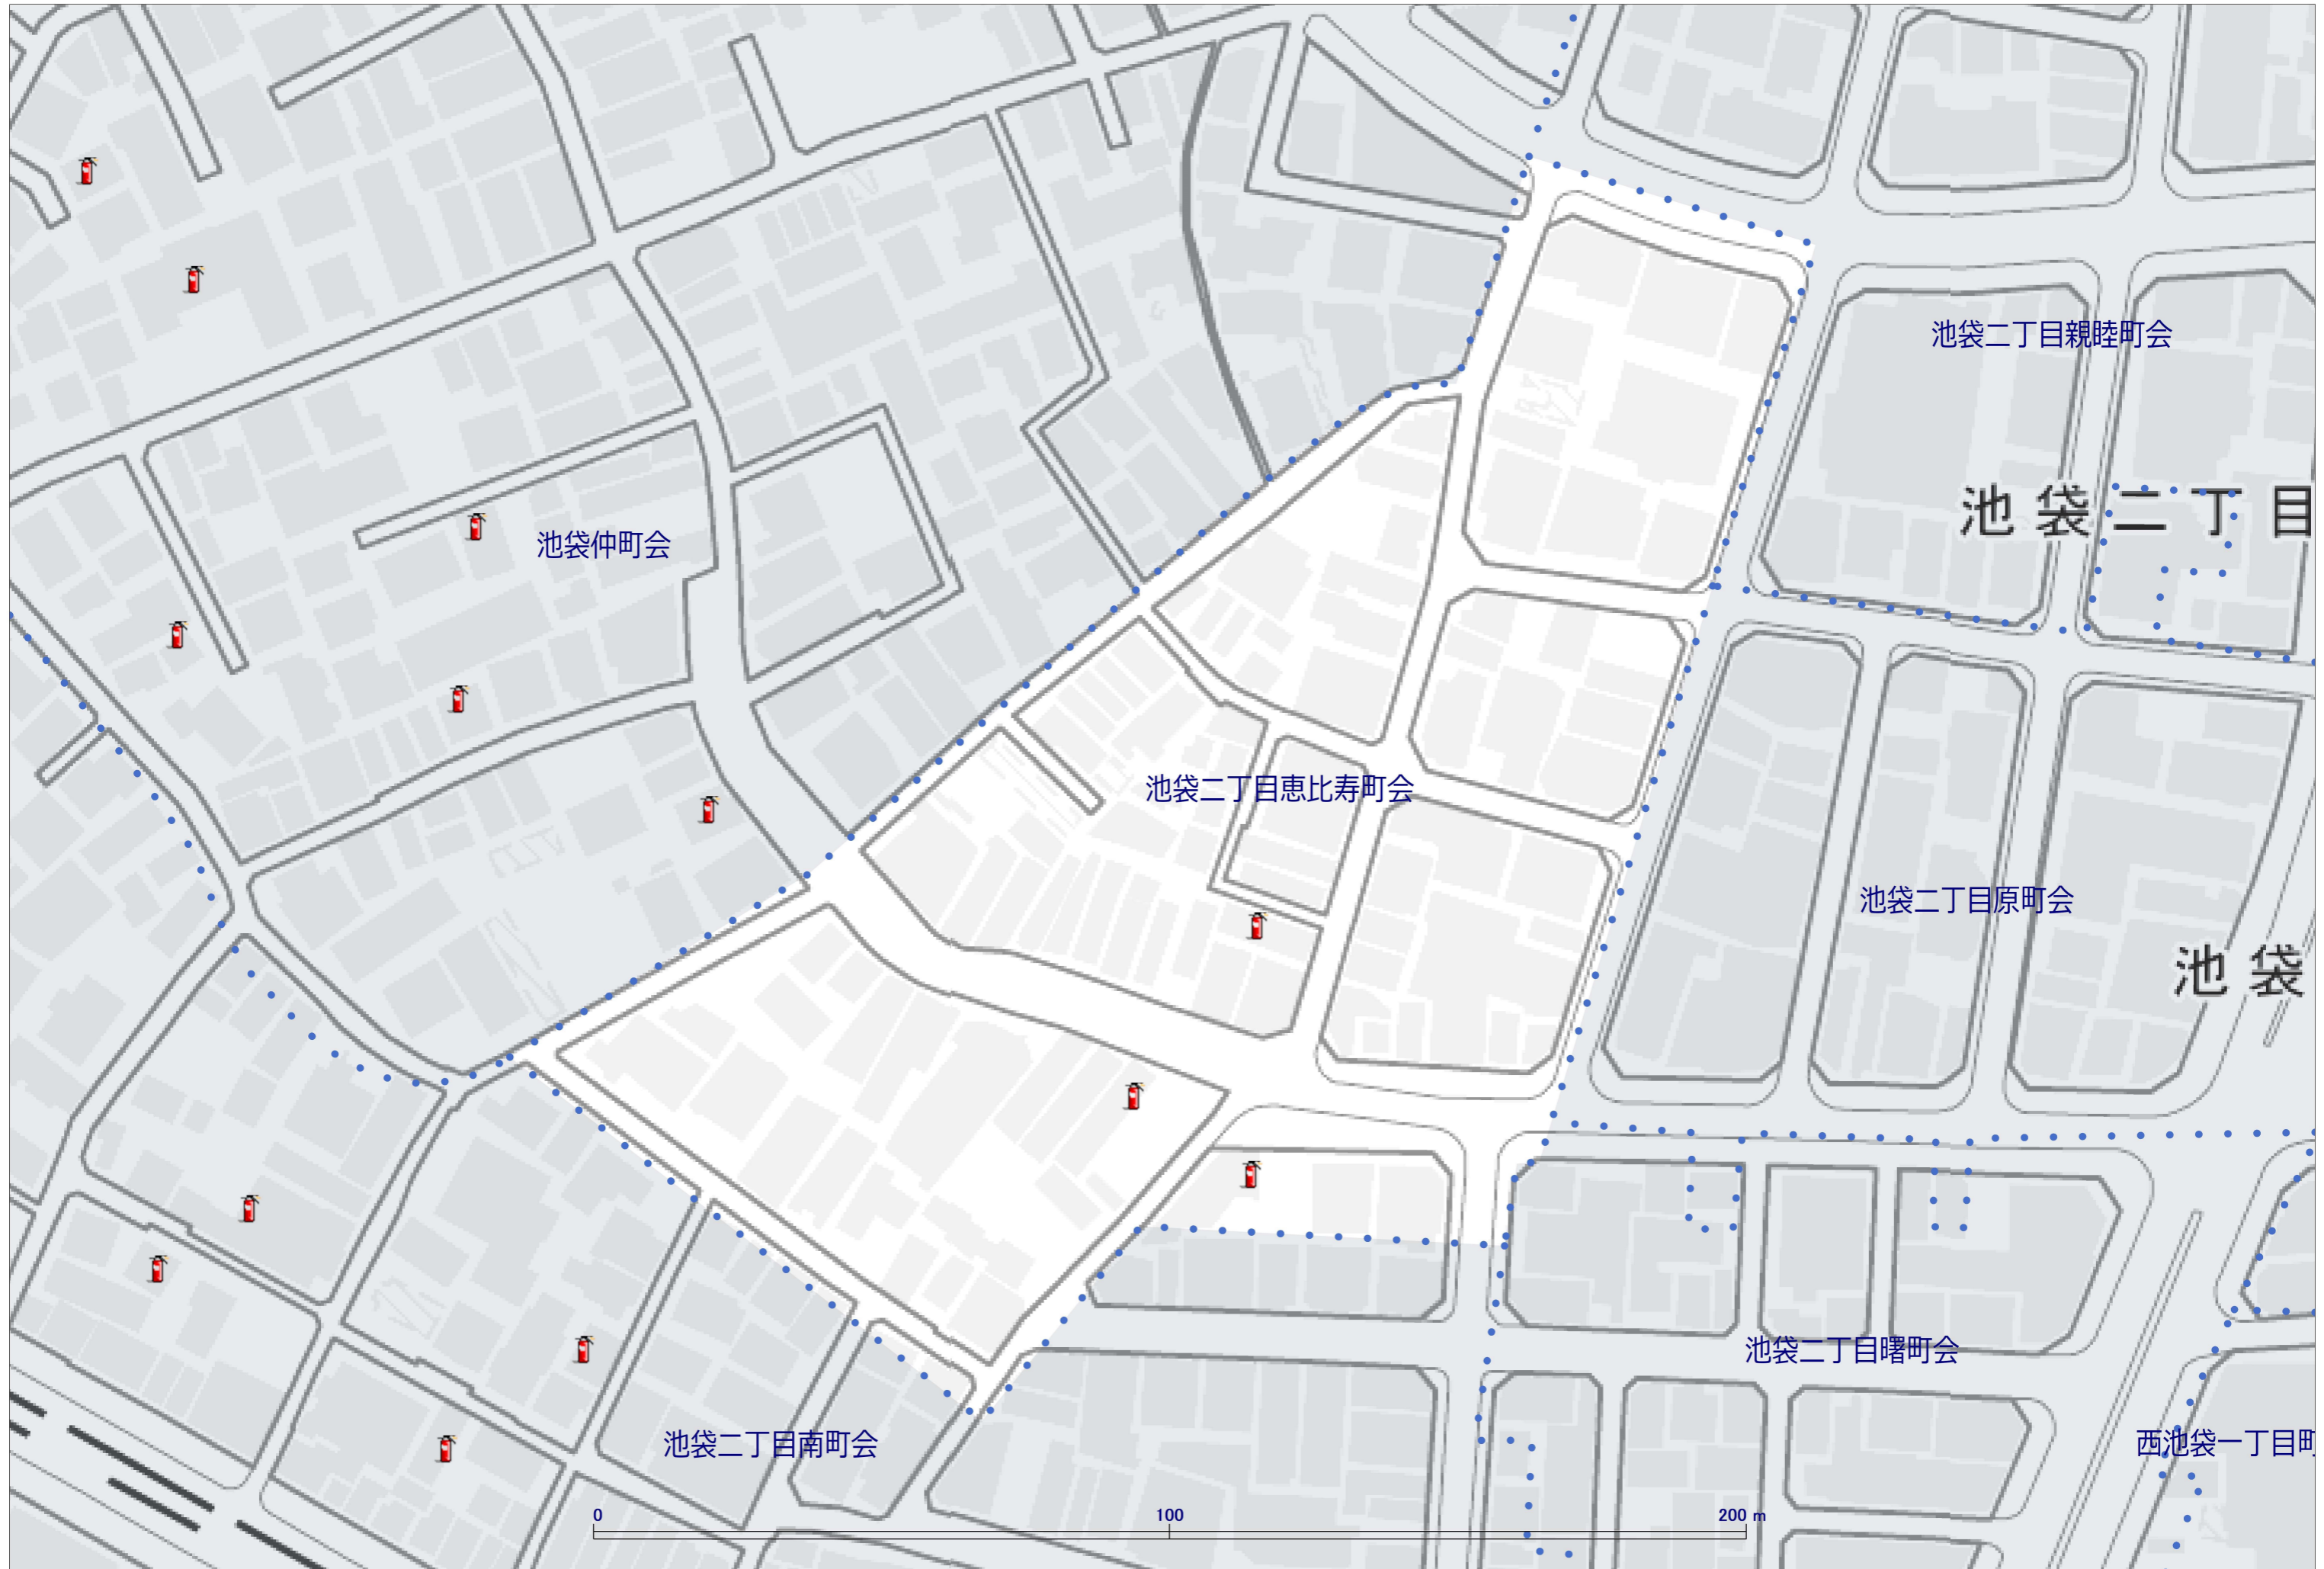 池袋二丁目親睦町会
池袋二丁目
池袋仲町会
池袋二丁目恵比寿町会
池袋二丁目原町会
池袋
池袋二丁目曙町会
池袋二丁目南町会
西池袋一丁目町
0 100 200 m